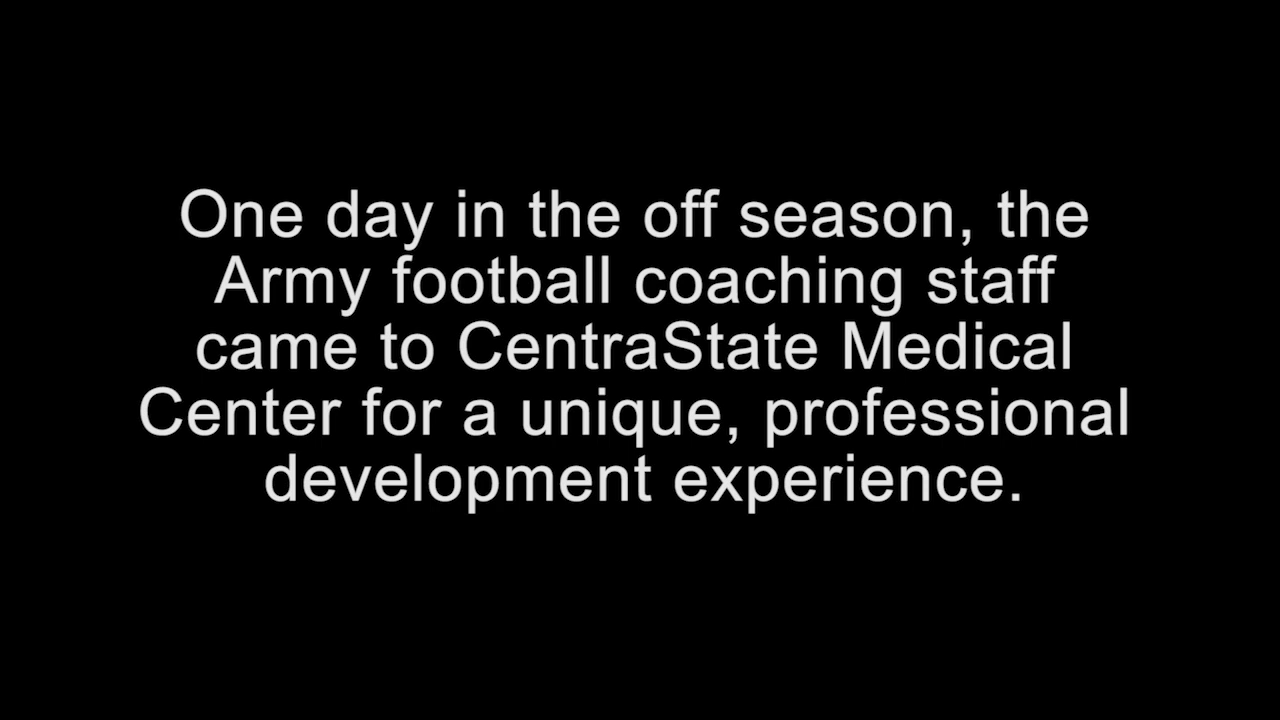 One day in the off season, the
Army football coaching staff
came to CentraState Medical
Center for a unique, professional
development experience.